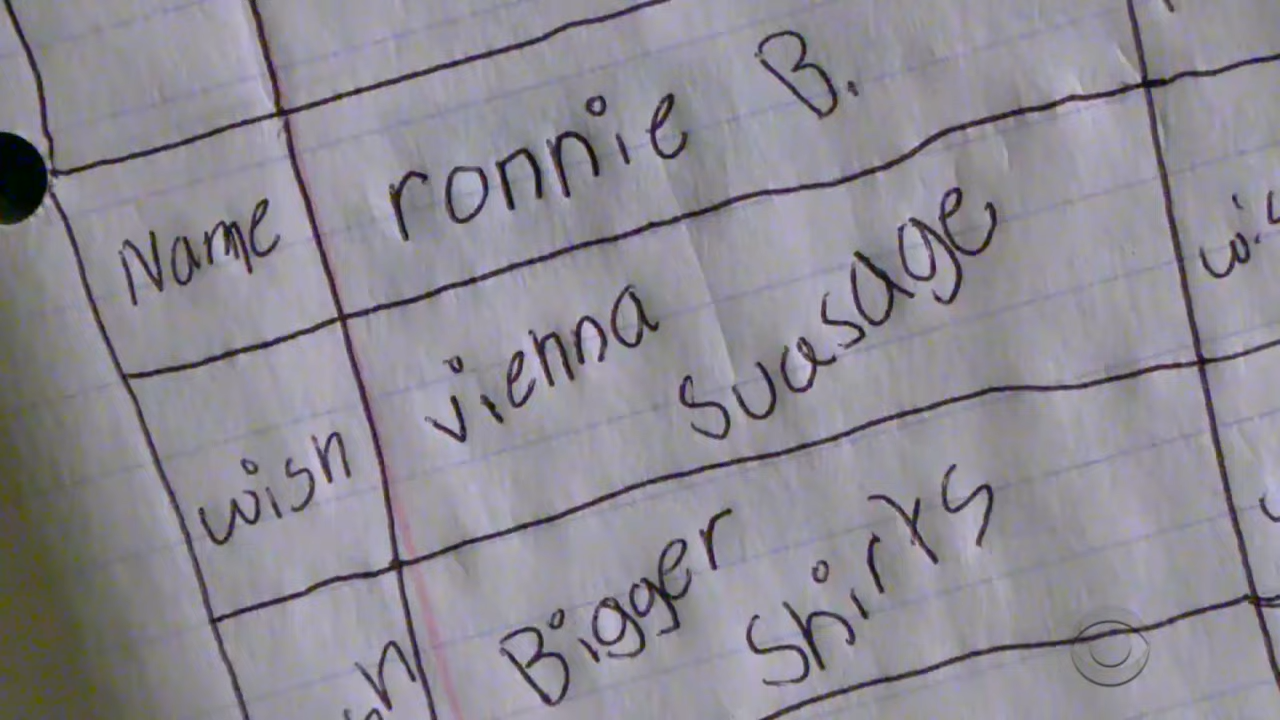 Name ronnie B.
wish vienna
suasage
Bigger
shirts